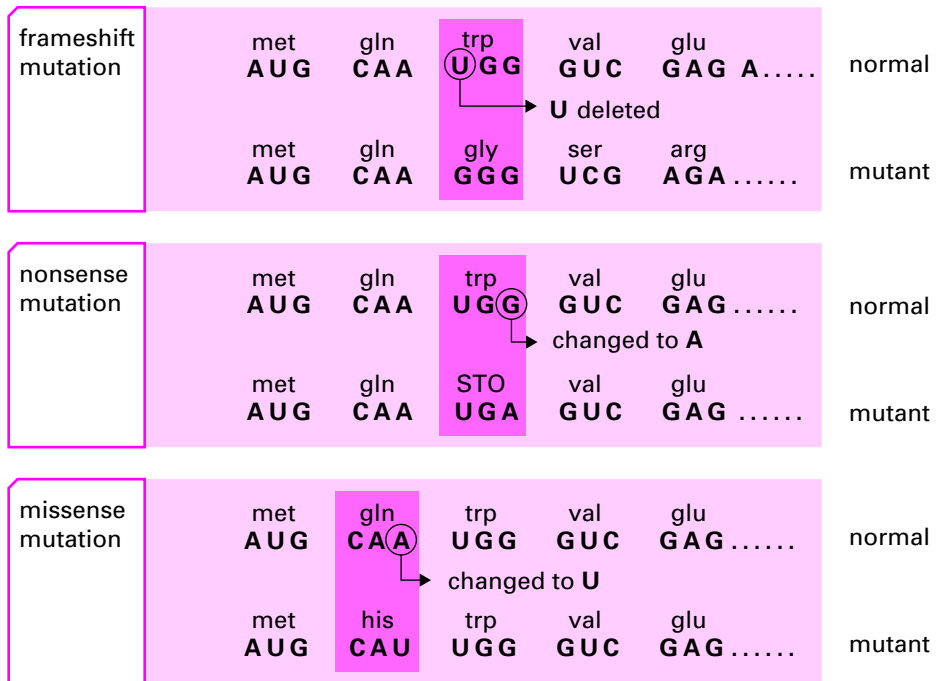 frameshift mutation
met gln trp val glu
AUG CAA UGG GUC GAG A..... normal
U deleted
met gln gly ser arg
AUG CAA GGG UCG AGA...... mutant
nonsense mutation
met gln trp val glu
AUG CAA UGG GUC GAG...... normal
changed to A
met gln STO val glu
AUG CAA UGA GUC GAG...... mutant
missense mutation
met gln trp val glu
AUG CAA UGG GUC GAG...... normal
changed to U
met his trp val glu
AUG CAU UGG GUC GAG...... mutant